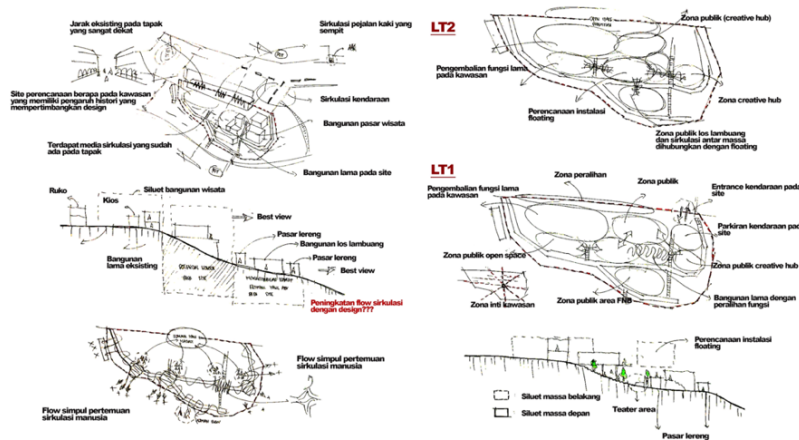 Jarak eksisting pada tapak
yang sangat dekat
Sirkulasi pejalan kaki yang
sempit
Site perencanaan berapa pada kawasan
yang memiliki pengaruh histori yang
mempertimbangkan design
Sirkulasi kendaraan
Bangunan pasar wisata
Terdapat media sirkulasi yang sudah
ada pada tapak
Bangunan lama pada site
Ruko
Siluet bangunan wisata
Kios
Best view
Pasar lereng
Bangunan los lambuang
Pasar lereng
Bangunan
lama eksisting
Best view
Peningkatan flow sirkulasi
dengan design???
Flow simpul pertemuan
sirkulasi manusia
Flow simpul pertemuan
sirkulasi manusia
LT2
Zona publik (creative hub)
Pengembalian fungsi lama
pada kawasan
Zona creative hub
Perencanaan instalasi
floating
Zona publik los lambuang
dan sirkulasi antar massa
dihubungkan dengan floating
LT1
Zona peralihan
Zona publik
Pengembalian fungsi lama
pada kawasan
Entrance kendaraan pada
site
Parkiran kendaraan pada
site
Zona publik open space
Zona publik creative hub
Zona inti kawasan
Zona publik area FNB
Bangunan lama dengan
peralihan fungsi
Perencanaan instalasi
floating
Siluet massa belakang
Siluet massa depan
Teater area
Pasar lereng